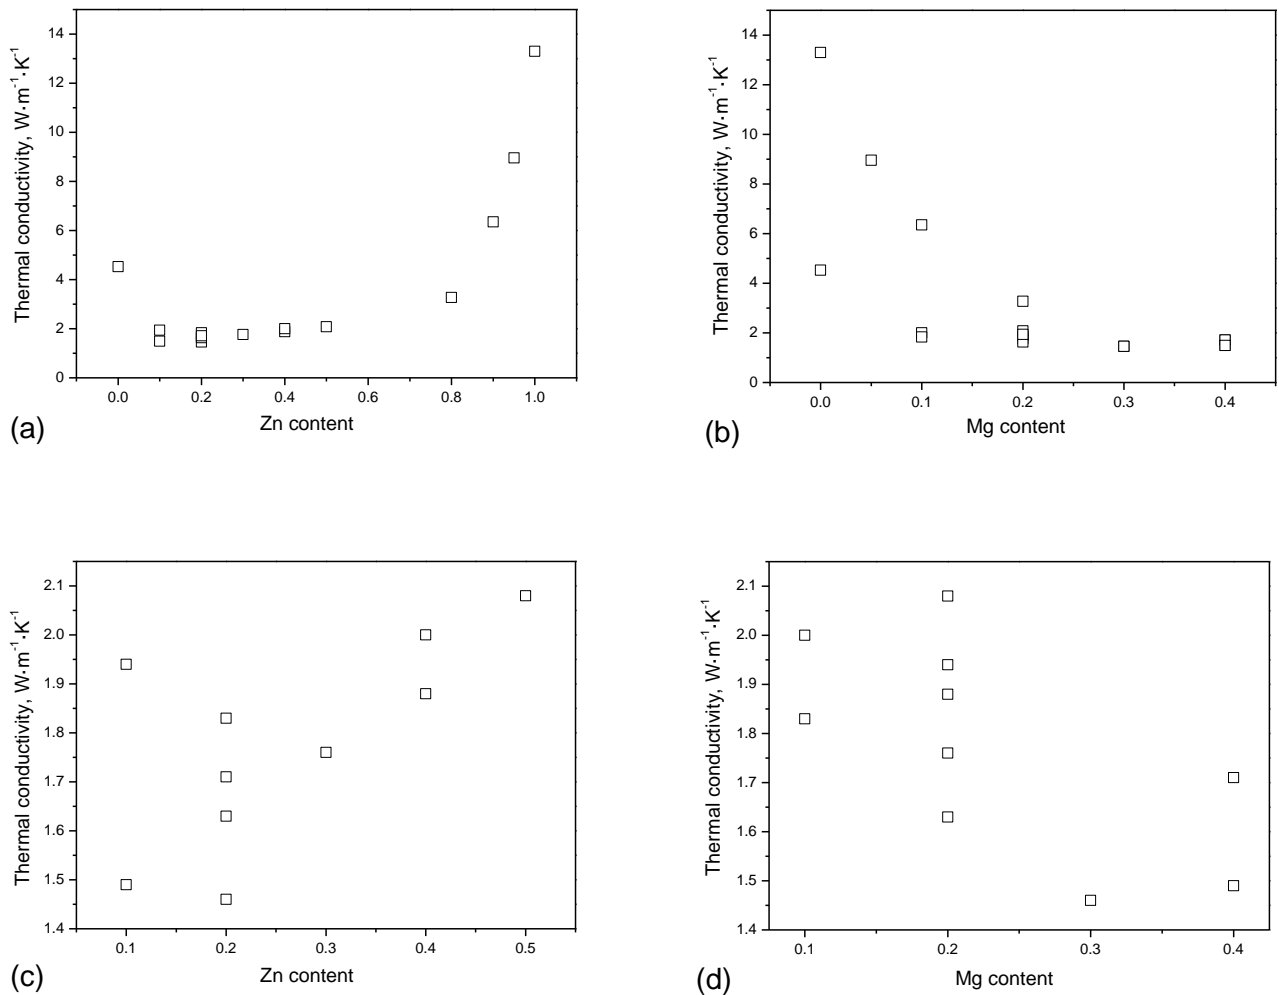 Thermal conductivity, W·m⁻¹·K⁻¹
14
12
10
8
6
4
2
0
0.0 0.2 0.4 0.6 0.8 1.0
Zn content
(a)
Thermal conductivity, W·m⁻¹·K⁻¹
14
12
10
8
6
4
2
0
0.0 0.1 0.2 0.3 0.4
Mg content
(b)
Thermal conductivity, W·m⁻¹·K⁻¹
2.1
2.0
1.9
1.8
1.7
1.6
1.5
1.4
0.1 0.2 0.3 0.4 0.5
Zn content
(c)
Thermal conductivity, W·m⁻¹·K⁻¹
2.1
2.0
1.9
1.8
1.7
1.6
1.5
1.4
0.1 0.2 0.3 0.4
Mg content
(d)